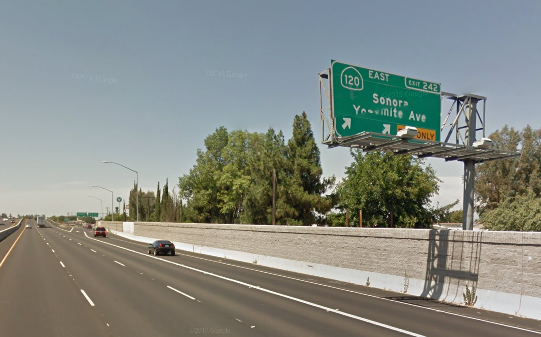 120 EAST EXIT 242
Sonora
Yosemite Ave
ONLY